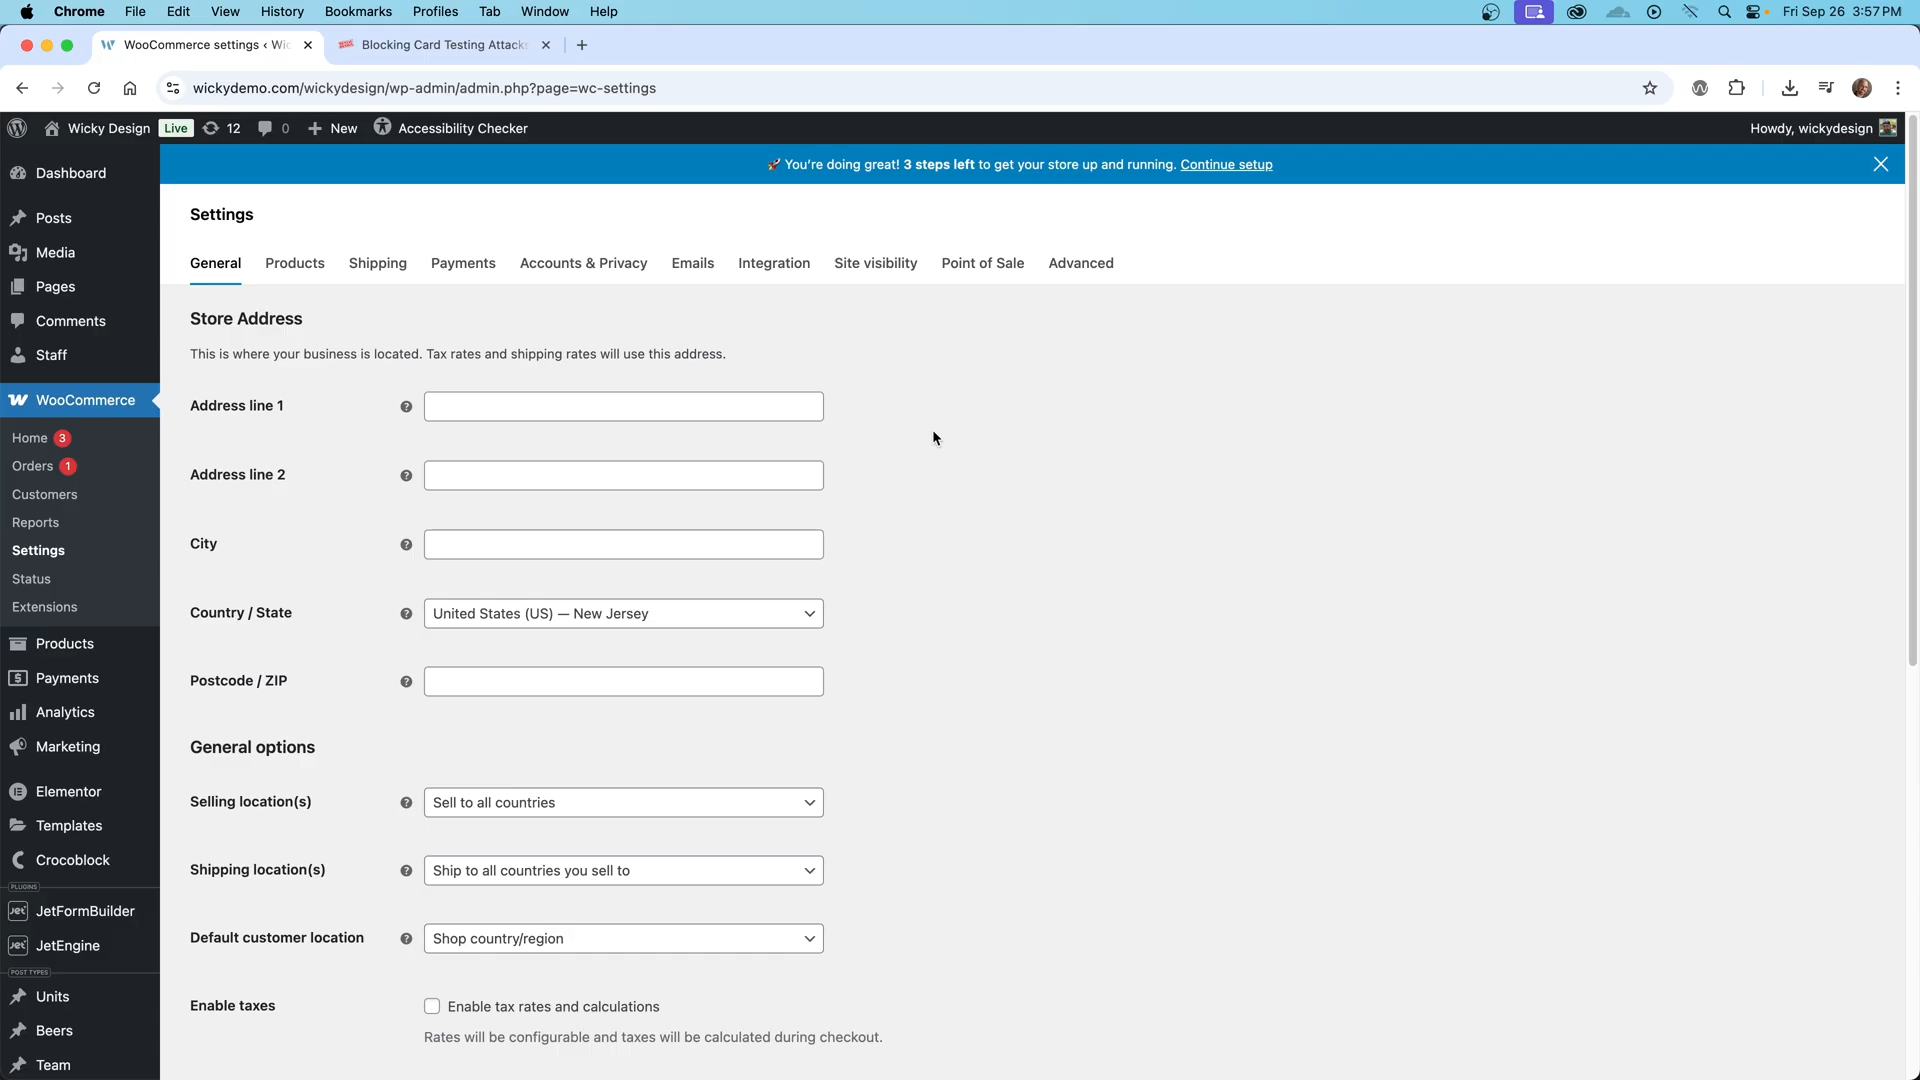 Chrome File Edit View History Bookmarks Profiles Tab Window Help Fri Sep 26 3:57 PM
WooCommerce settings ‹ Wic Blocking Card Testing Attack
wickydemo.com/wickydesign/wp-admin/admin.php?page=wc-settings
Wicky Design Live 12 0 New Accessibility Checker Howdy, wickydesign
You're doing great! 3 steps left to get your store up and running. Continue setup
Dashboard
Posts
Media
Pages
Comments
Staff
WooCommerce
Home 3
Orders 1
Customers
Reports
Settings
Status
Extensions
Products
Payments
Analytics
Marketing
Elementor
Templates
Crocoblock
PLUGINS
JetFormBuilder
JetEngine
POST TYPES
Units
Beers
Team
Settings
General Products Shipping Payments Accounts & Privacy Emails Integration Site visibility Point of Sale Advanced
Store Address
This is where your business is located. Tax rates and shipping rates will use this address.
Address line 1
Address line 2
City
Country / State United States (US) — New Jersey
Postcode / ZIP
General options
Selling location(s) Sell to all countries
Shipping location(s) Ship to all countries you sell to
Default customer location Shop country/region
Enable taxes Enable tax rates and calculations
Rates will be configurable and taxes will be calculated during checkout.